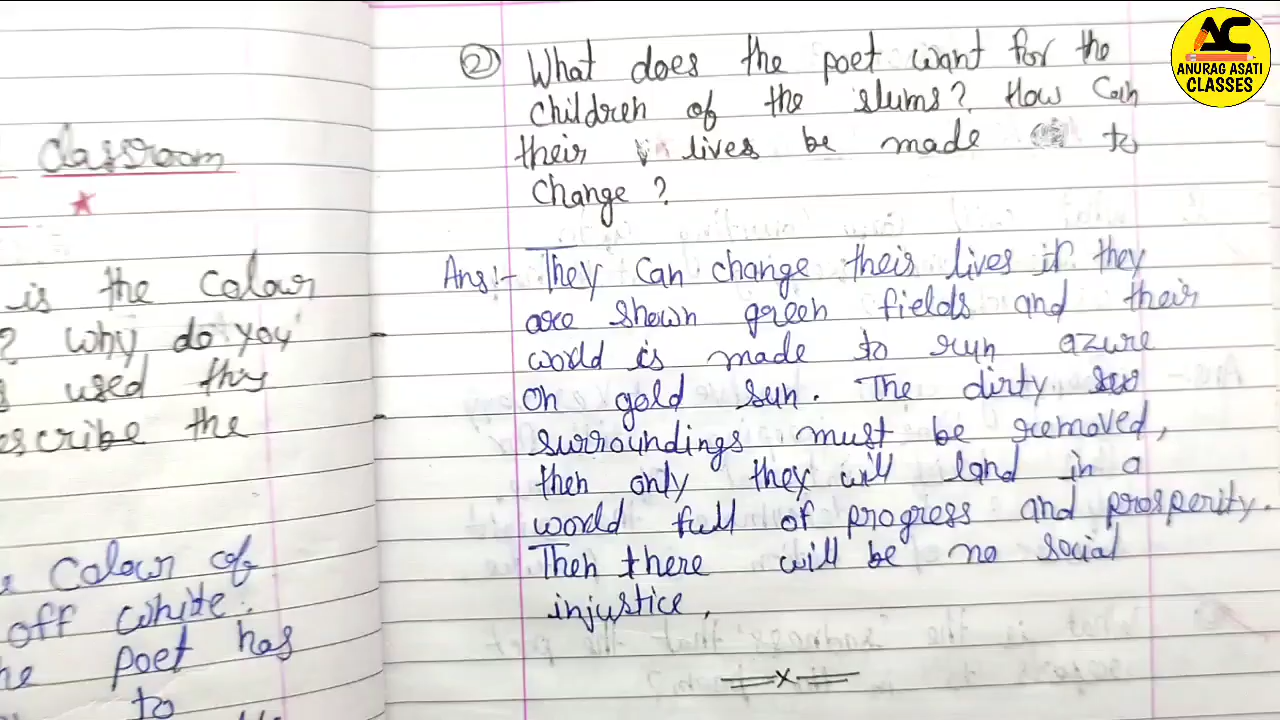 classroom
is the colour
? why do you
used this
escribe the
colour of
off white.
he poet has
to
② What does the poet want for the
children of the slums? How can
their lives be made to
change?
Ans:- They can change their lives if they
are shown green fields and their
world is made to run azure
on gold sun. The dirty
surroundings must be removed,
then only they will land in a
world full of progress and prosperity.
Then there will be no social
injustice,
AC
ANURAG ASATI
CLASSES